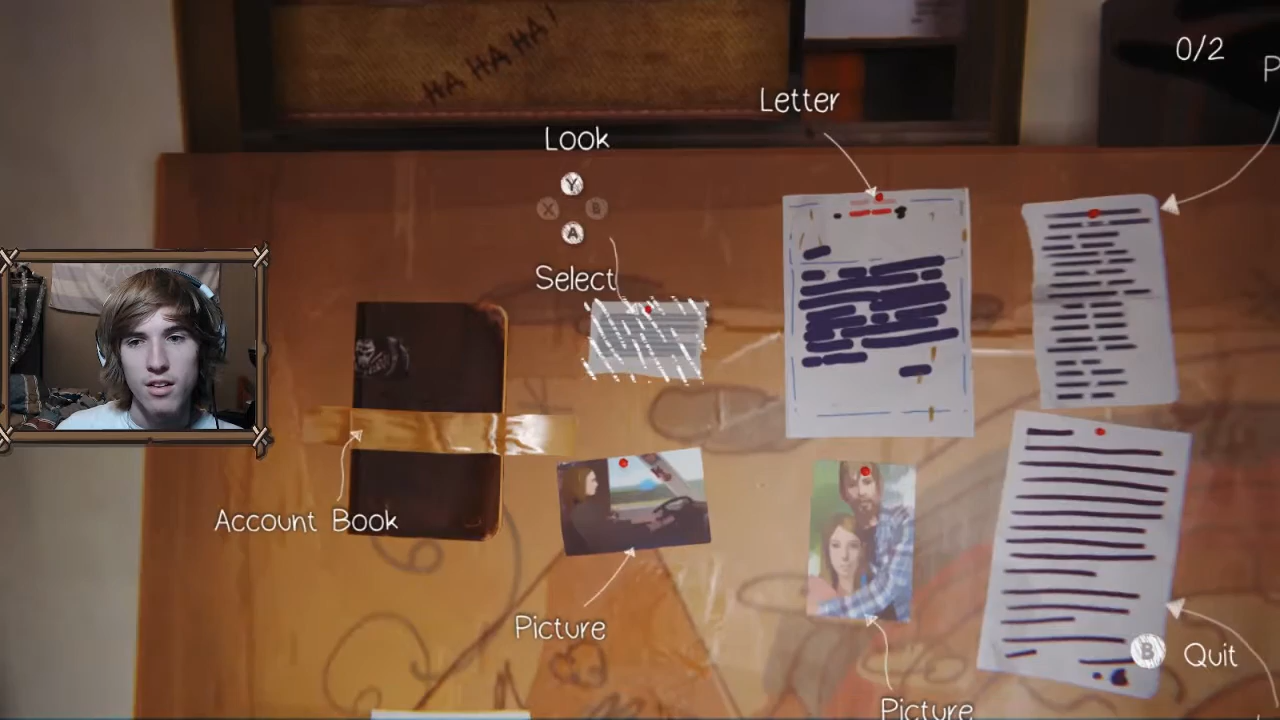 HA HA HA!
0/2
P
Letter
Look
Y
X
B
A
Select
Account Book
Picture
B
Quit
Picture